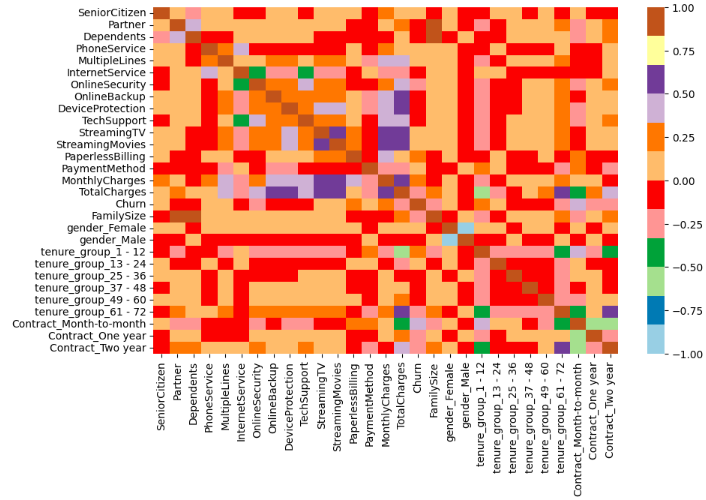 SeniorCitizen
Partner
Dependents
PhoneService
MultipleLines
InternetService
OnlineSecurity
OnlineBackup
DeviceProtection
TechSupport
StreamingTV
StreamingMovies
PaperlessBilling
PaymentMethod
MonthlyCharges
TotalCharges
Churn
FamilySize
gender_Female
gender_Male
tenure_group_1 - 12
tenure_group_13 - 24
tenure_group_25 - 36
tenure_group_37 - 48
tenure_group_49 - 60
tenure_group_61 - 72
Contract_Month-to-month
Contract_One year
Contract_Two year
SeniorCitizen
Partner
Dependents
PhoneService
MultipleLines
InternetService
OnlineSecurity
OnlineBackup
DeviceProtection
TechSupport
StreamingTV
StreamingMovies
PaperlessBilling
PaymentMethod
MonthlyCharges
TotalCharges
Churn
FamilySize
gender_Female
gender_Male
tenure_group_1 - 12
tenure_group_13 - 24
tenure_group_25 - 36
tenure_group_37 - 48
tenure_group_49 - 60
tenure_group_61 - 72
Contract_Month-to-month
Contract_One year
Contract_Two year
1.00
0.75
0.50
0.25
0.00
−0.25
−0.50
−0.75
−1.00